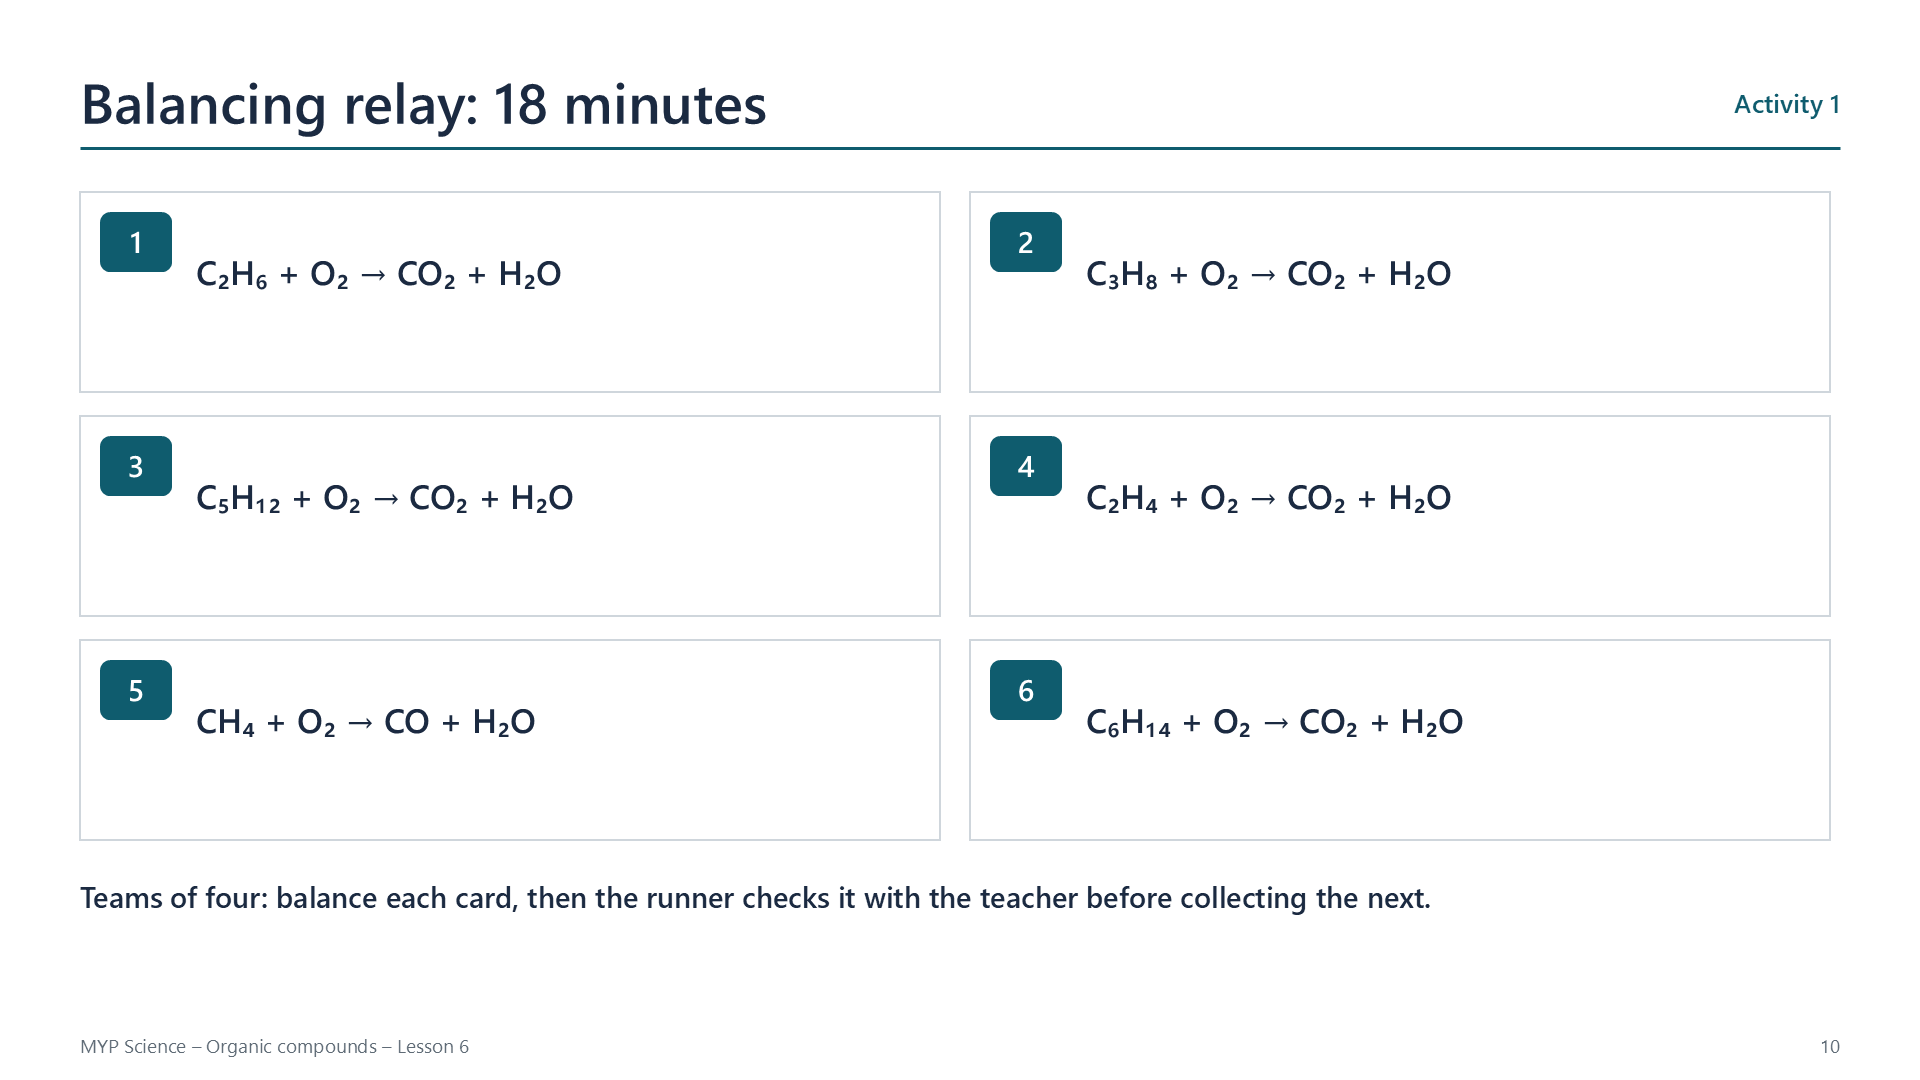 Balancing relay: 18 minutes
Activity 1
1
C₂H₆ + O₂ → CO₂ + H₂O
2
C₃H₈ + O₂ → CO₂ + H₂O
3
C₅H₁₂ + O₂ → CO₂ + H₂O
4
C₂H₄ + O₂ → CO₂ + H₂O
5
CH₄ + O₂ → CO + H₂O
6
C₆H₁₄ + O₂ → CO₂ + H₂O
Teams of four: balance each card, then the runner checks it with the teacher before collecting the next.
MYP Science – Organic compounds – Lesson 6
10